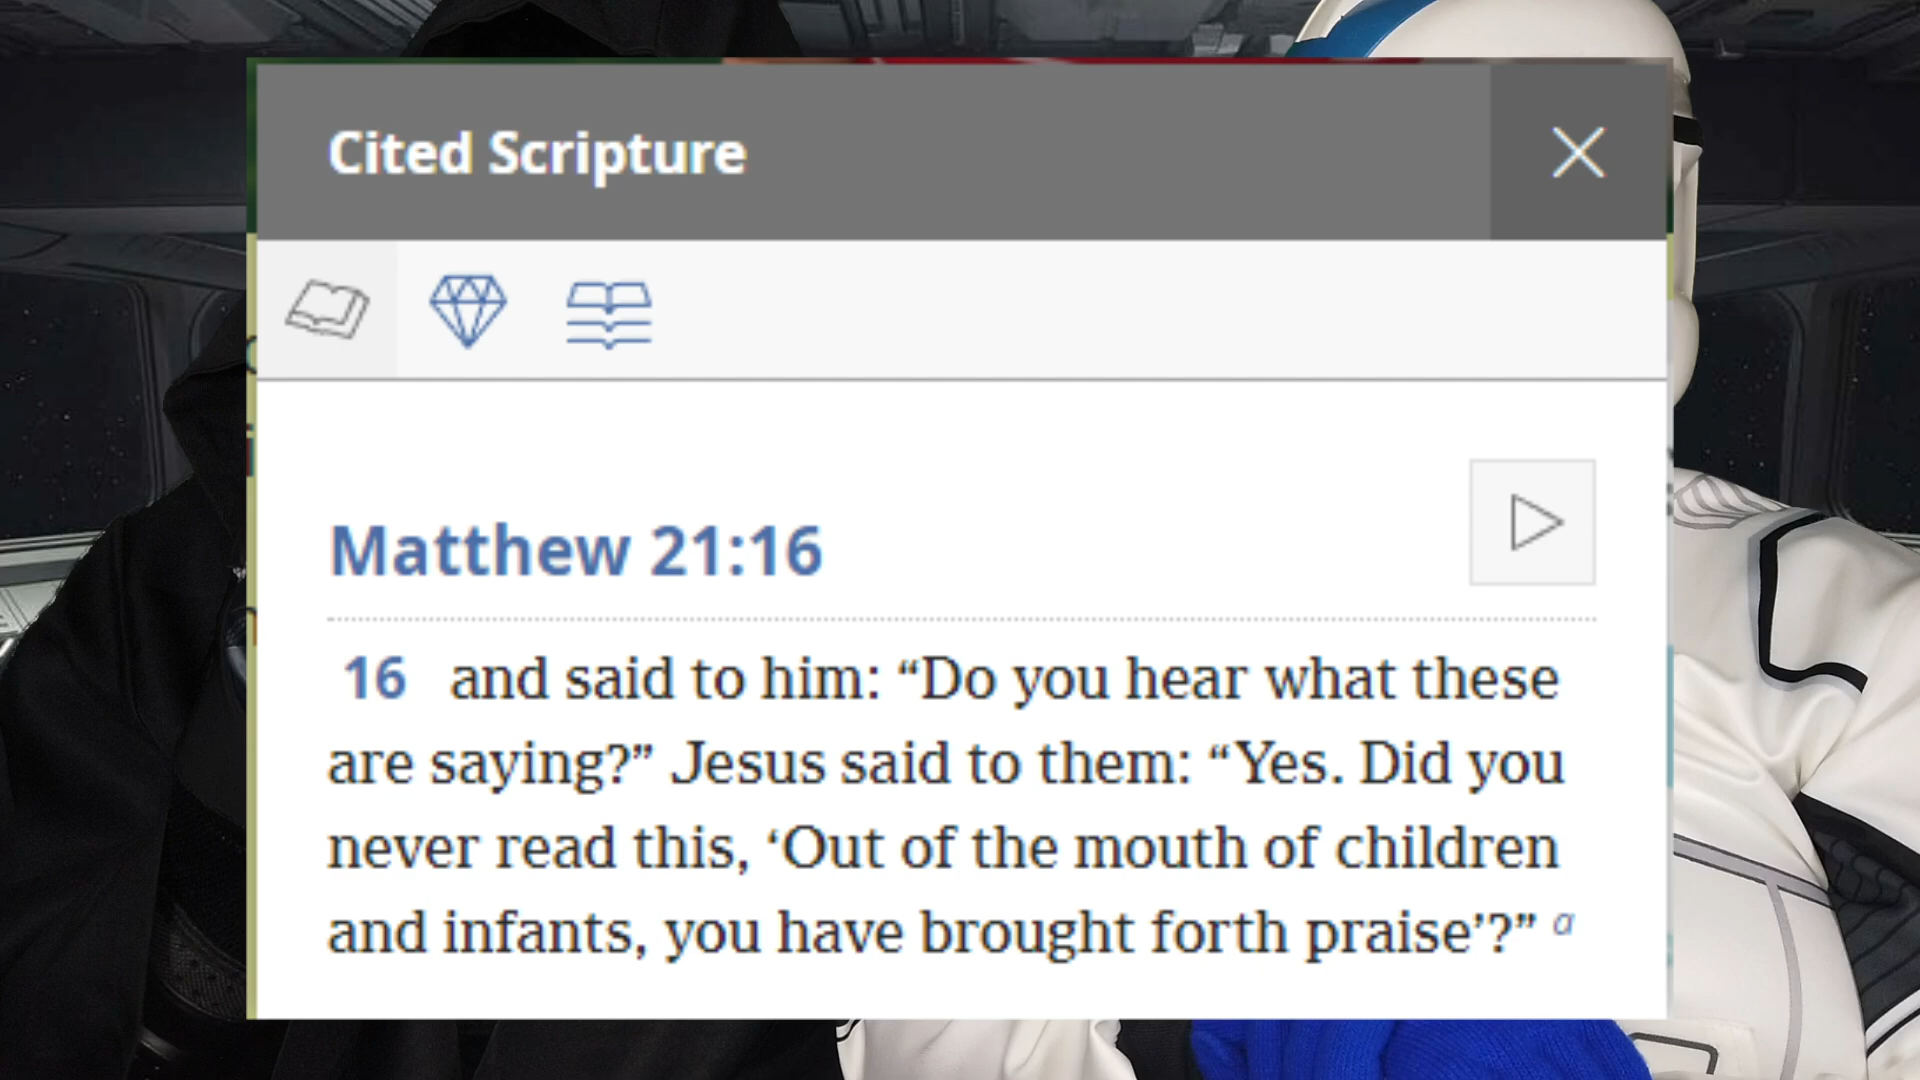 Cited Scripture
Matthew 21:16
16 and said to him: “Do you hear what these
are saying?” Jesus said to them: “Yes. Did you
never read this, ‘Out of the mouth of children
and infants, you have brought forth praise’?” a